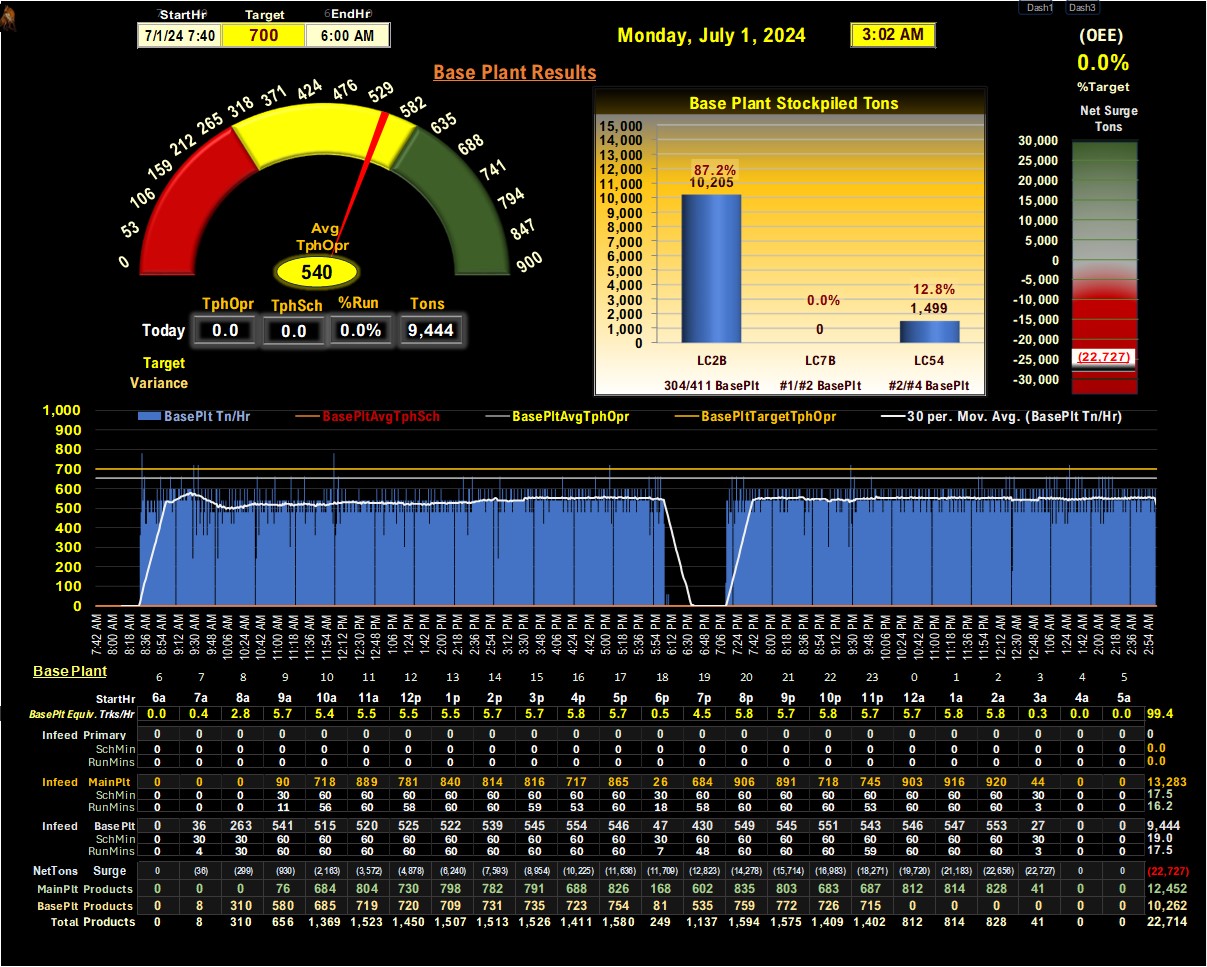 StartHr Target EndHr
7/1/24 7:40 700 6:00 AM
Monday, July 1, 2024 3:02 AM
Dash1 Dash3
(OEE)
0.0%
%Target
Net Surge
Tons
Base Plant Results
0 53 106 159 212 265 318 371 424 476 529 582 635 688 741 794 847 900
Avg
TphOpr
540
TphOpr TphSch %Run Tons
Today 0.0 0.0 0.0% 9,444
Target
Variance
Base Plant Stockpiled Tons
15,000
14,000
13,000
12,000
11,000
10,000
9,000
8,000
7,000
6,000
5,000
4,000
3,000
2,000
1,000
0
87.2%
10,205
0.0%
0
12.8%
1,499
LC2B LC7B LC54
304/411 BasePlt #1/#2 BasePlt #2/#4 BasePlt
30,000
25,000
20,000
15,000
10,000
5,000
0
-5,000
-10,000
-15,000
-20,000
-25,000
-30,000
(22,727)
BasePlt Tn/Hr BasePltAvgTphSch BasePltAvgTphOpr BasePltTargetTphOpr 30 per. Mov. Avg. (BasePlt Tn/Hr)
1,000
900
800
700
600
500
400
300
200
100
0
7:42 AM 8:00 AM 8:18 AM 8:36 AM 8:54 AM 9:12 AM 9:30 AM 9:48 AM 10:06 AM 10:24 AM 10:42 AM 11:00 AM 11:18 AM 11:36 AM 11:54 AM 12:12 PM 12:30 PM 12:48 PM 1:06 PM 1:24 PM 1:42 PM 2:00 PM 2:18 PM 2:36 PM 2:54 PM 3:12 PM 3:30 PM 3:48 PM 4:06 PM 4:24 PM 4:42 PM 5:00 PM 5:18 PM 5:36 PM 5:54 PM 6:12 PM 6:30 PM 6:48 PM 7:06 PM 7:24 PM 7:42 PM 8:00 PM 8:18 PM 8:36 PM 8:54 PM 9:12 PM 9:30 PM 9:48 PM 10:06 PM 10:24 PM 10:42 PM 11:00 PM 11:18 PM 11:36 PM 11:54 PM 12:12 AM 12:30 AM 12:48 AM 1:06 AM 1:24 AM 1:42 AM 2:00 AM 2:18 AM 2:36 AM 2:54 AM
Base Plant
6 7 8 9 10 11 12 13 14 15 16 17 18 19 20 21 22 23 0 1 2 3 4 5
StartHr 6a 7a 8a 9a 10a 11a 12p 1p 2p 3p 4p 5p 6p 7p 8p 9p 10p 11p 12a 1a 2a 3a 4a 5a
BasePlt Equiv. Trks/Hr 0.0 0.4 2.8 5.7 5.4 5.5 5.5 5.5 5.7 5.7 5.8 5.7 0.5 4.5 5.8 5.7 5.8 5.7 5.7 5.8 5.8 0.3 0.0 0.0 99.4
Infeed Primary 0 0 0 0 0 0 0 0 0 0 0 0 0 0 0 0 0 0 0 0 0 0 0 0 0
SchMin 0 0 0 0 0 0 0 0 0 0 0 0 0 0 0 0 0 0 0 0 0 0 0 0 0.0
RunMins 0 0 0 0 0 0 0 0 0 0 0 0 0 0 0 0 0 0 0 0 0 0 0 0 0.0
Infeed MainPlt 0 0 0 90 718 889 781 840 814 816 717 865 26 684 906 891 718 745 903 916 920 44 0 0 13,283
SchMin 0 0 0 30 60 60 60 60 60 60 60 60 30 60 60 60 60 60 60 60 60 30 0 0 17.5
RunMins 0 0 0 11 56 60 58 60 60 59 53 60 18 58 60 60 60 53 60 60 60 3 0 0 16.2
Infeed BasePlt 0 36 263 541 515 520 525 522 539 545 554 546 47 430 549 545 551 543 546 547 553 27 0 0 9,444
SchMin 0 30 30 60 60 60 60 60 60 60 60 60 30 60 60 60 60 60 60 60 60 30 0 0 19.0
RunMins 0 4 30 60 60 60 60 60 60 60 60 60 7 48 60 60 60 59 60 60 60 3 0 0 17.5
NetTons Surge 0 (36) (299) (930) (2,163) (3,572) (4,878) (6,240) (7,593) (8,954) (10,225) (11,636) (11,709) (12,823) (14,278) (15,714) (16,983) (18,271) (19,720) (21,183) (22,656) (22,727) 0 0 (22,727)
MainPlt Products 0 0 0 76 684 804 730 798 782 791 688 826 168 602 835 803 683 687 812 814 828 41 0 0 12,452
BasePlt Products 0 8 310 580 685 719 720 709 731 735 723 754 81 535 759 772 726 715 0 0 0 0 0 0 10,262
Total Products 0 8 310 656 1,369 1,523 1,450 1,507 1,513 1,526 1,411 1,580 249 1,137 1,594 1,575 1,409 1,402 812 814 828 41 0 0 22,714